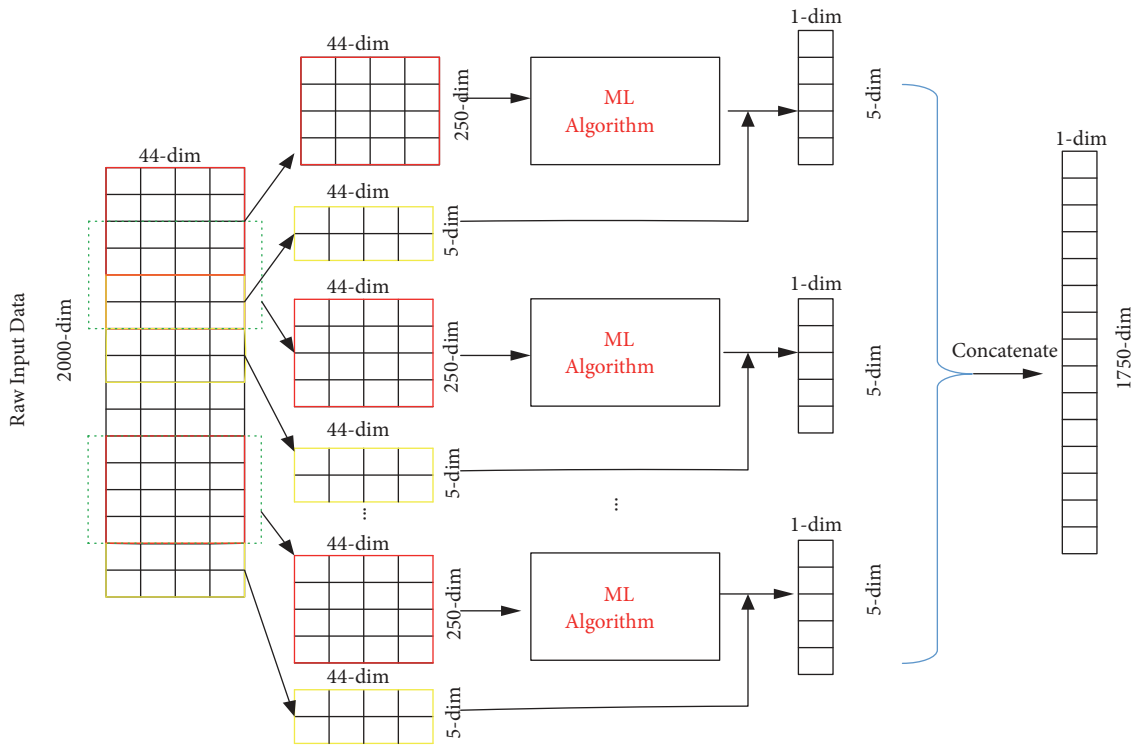 Raw Input Data
2000-dim
44-dim
44-dim
250-dim
ML
Algorithm
1-dim
5-dim
44-dim
5-dim
44-dim
250-dim
ML
Algorithm
1-dim
5-dim
44-dim
5-dim
...
...
44-dim
250-dim
ML
Algorithm
1-dim
5-dim
44-dim
5-dim
Concatenate
1-dim
1750-dim